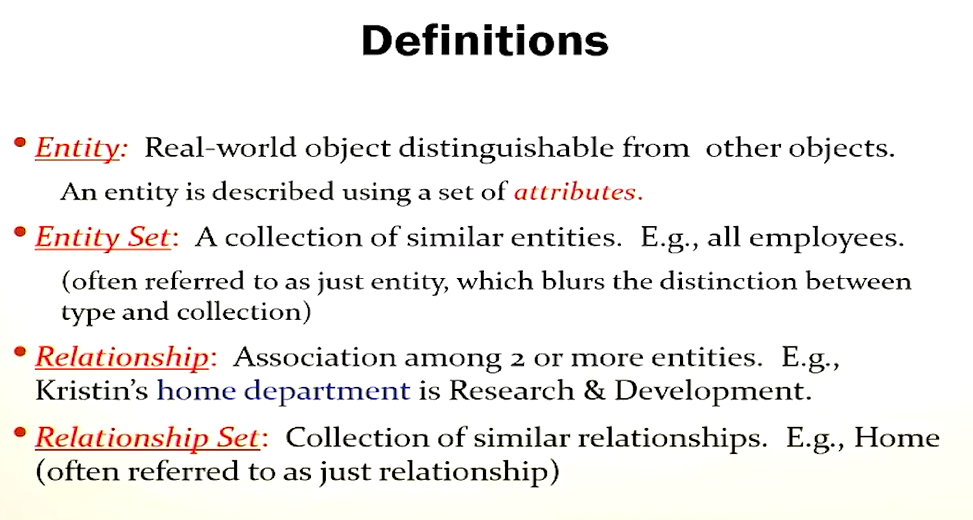 Definitions
• Entity: Real-world object distinguishable from other objects.
An entity is described using a set of attributes.
• Entity Set: A collection of similar entities. E.g., all employees.
(often referred to as just entity, which blurs the distinction between
type and collection)
• Relationship: Association among 2 or more entities. E.g.,
Kristin's home department is Research & Development.
• Relationship Set: Collection of similar relationships. E.g., Home
(often referred to as just relationship)